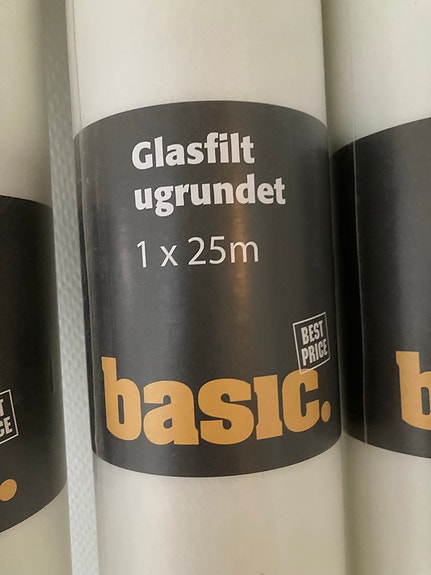 Glasfilt
ugrundet
1 x 25m
BEST
PRICE
basic.